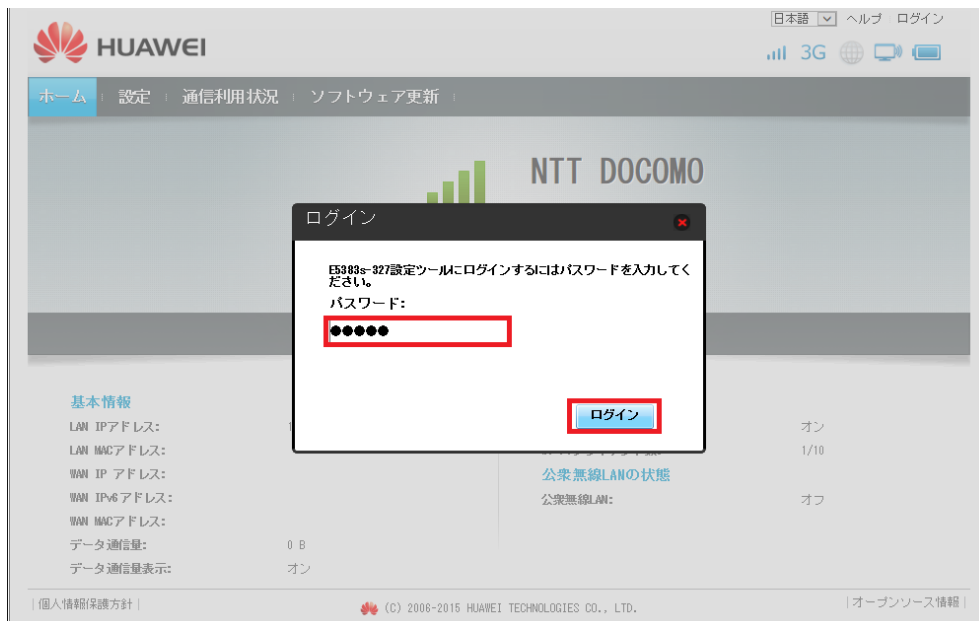 日本語 ヘルプ ログイン
HUAWEI
3G
ホーム 設定 通信利用状況 ソフトウェア更新
NTT DOCOMO
ログイン
E5383s-327設定ツールにログインするにはパスワードを入力してく
ださい。
パスワード:
●●●●●
ログイン
基本情報
LAN IPアドレス: オン
LAN MACアドレス: 1/10
WAN IP アドレス: 公衆無線LANの状態
WAN IPv6アドレス: 公衆無線LAN: オフ
WAN MACアドレス:
データ通信量: 0 B
データ通信量表示: オン
|個人情報保護方針| (C) 2006-2015 HUAWEI TECHNOLOGIES CO., LTD. |オープンソース情報|